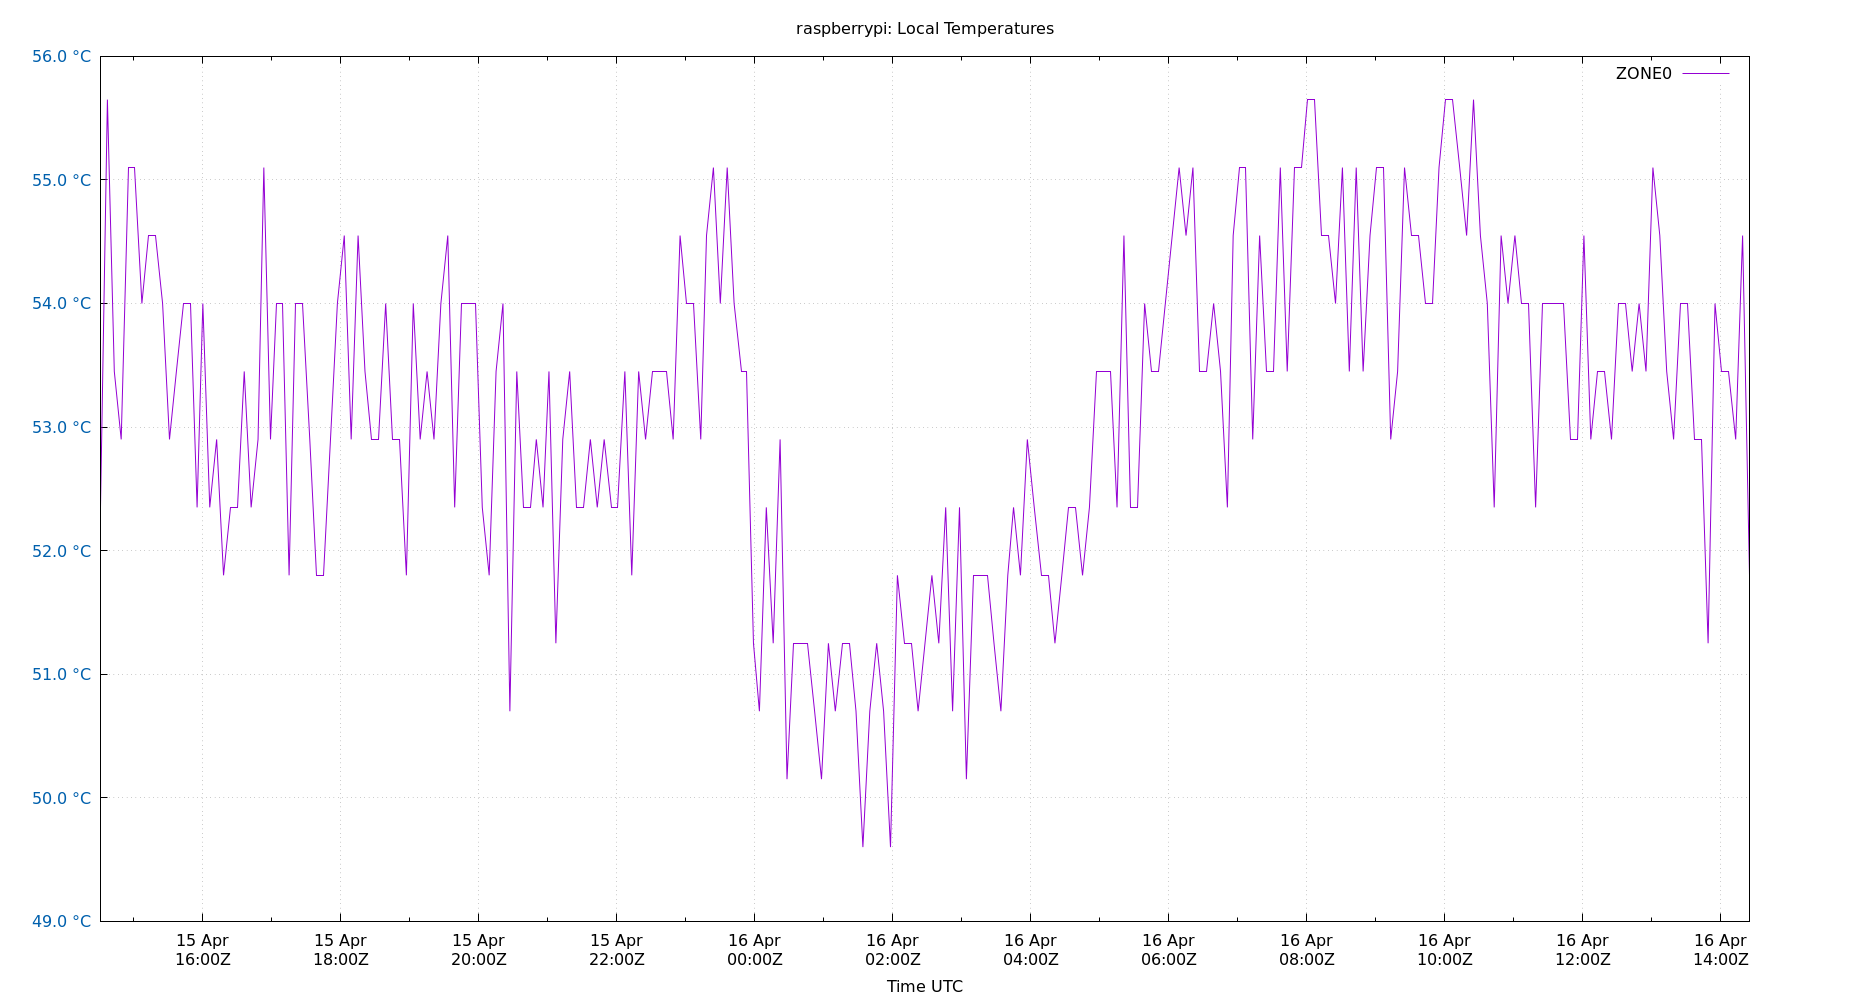 raspberrypi: Local Temperatures
56.0 °C
ZONE0
55.0 °C
54.0 °C
53.0 °C
52.0 °C
51.0 °C
50.0 °C
49.0 °C
15 Apr 15 Apr 15 Apr 15 Apr 16 Apr 16 Apr 16 Apr 16 Apr 16 Apr 16 Apr 16 Apr 16 Apr
16:00Z 18:00Z 20:00Z 22:00Z 00:00Z 02:00Z 04:00Z 06:00Z 08:00Z 10:00Z 12:00Z 14:00Z
Time UTC